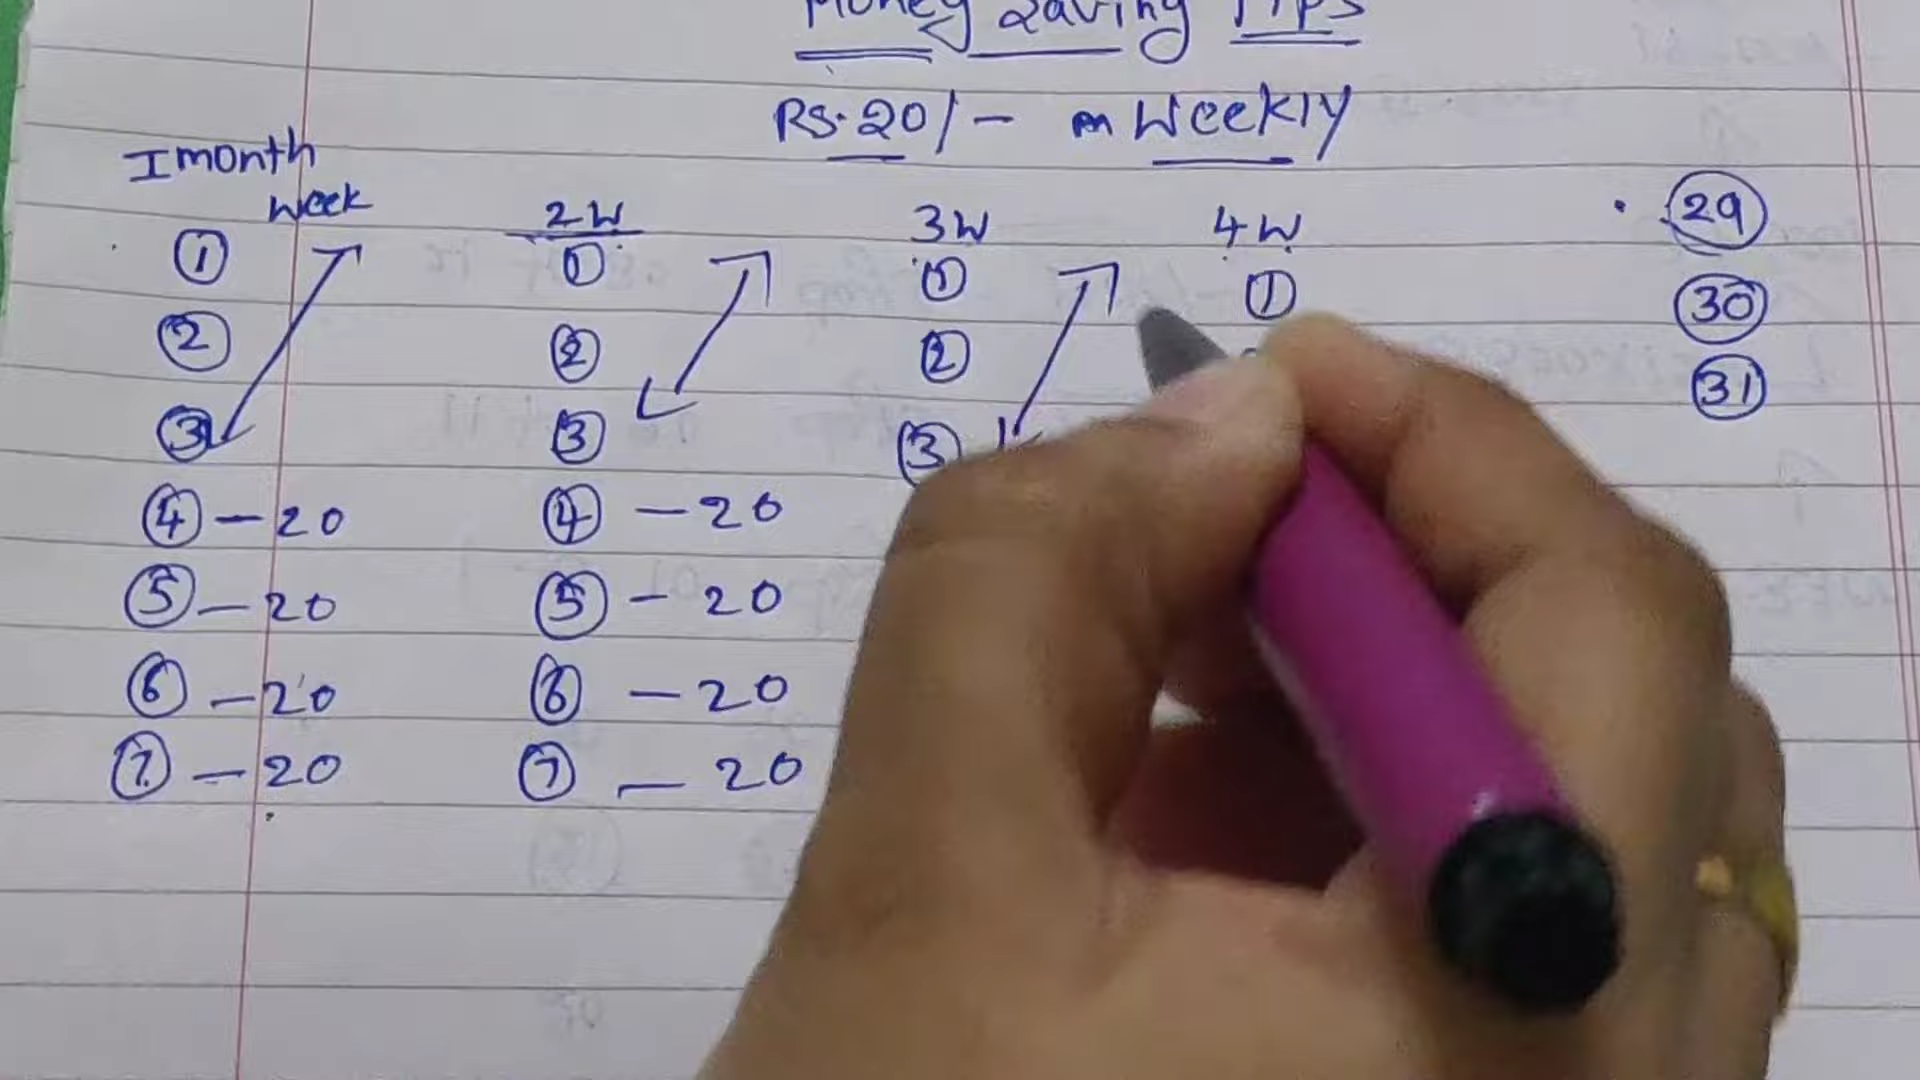 Money Saving Tips
RS.20/- Weekly
I month
week 2W 3W 4W 29
1 1 1 1 30
2 2 2 31
3 3 3
4 - 20 4 - 20
5 - 20 5 - 20
6 - 20 6 - 20
7 - 20 7 - 20